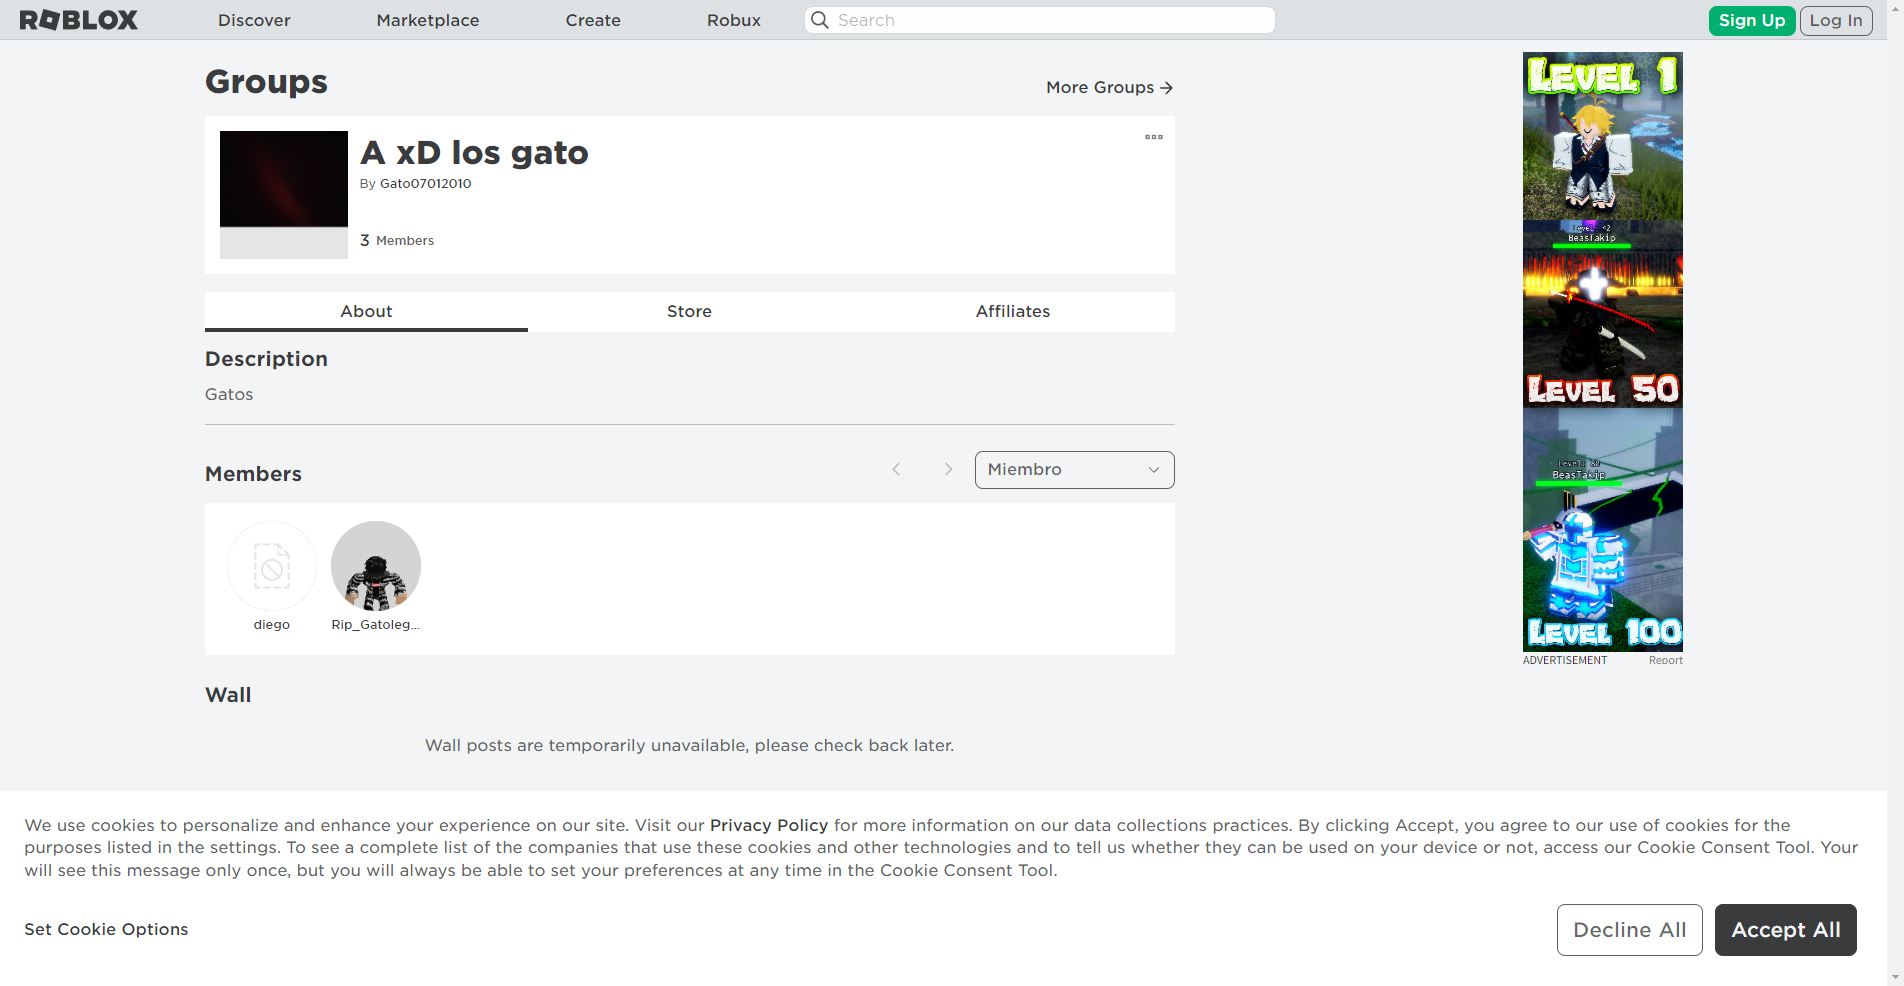 ROBLOX
Discover
Marketplace
Create
Robux
Search
Sign Up
Log In
Groups
More Groups
A xD los gato
By Gato07012010
3 Members
About
Store
Affiliates
Description
Gatos
Members
Miembro
diego
Rip_Gatoleg...
Wall
Wall posts are temporarily unavailable, please check back later.
LEVEL 1
BeasTakip
LEVEL 50
BeasTakip
LEVEL 100
ADVERTISEMENT
Report
We use cookies to personalize and enhance your experience on our site. Visit our Privacy Policy for more information on our data collections practices. By clicking Accept, you agree to our use of cookies for the
purposes listed in the settings. To see a complete list of the companies that use these cookies and other technologies and to tell us whether they can be used on your device or not, access our Cookie Consent Tool. Your
will see this message only once, but you will always be able to set your preferences at any time in the Cookie Consent Tool.
Set Cookie Options
Decline All
Accept All